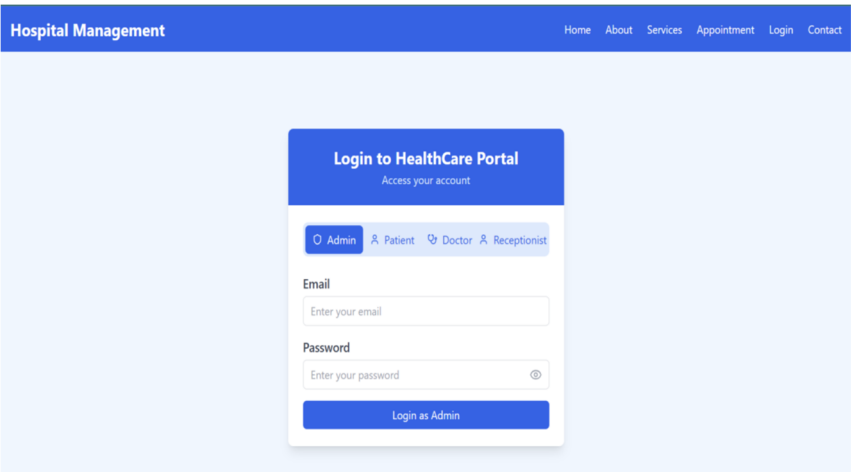 Hospital Management
Home About Services Appointment Login Contact
Login to HealthCare Portal
Access your account
Admin Patient Doctor Receptionist
Email
Enter your email
Password
Enter your password
Login as Admin